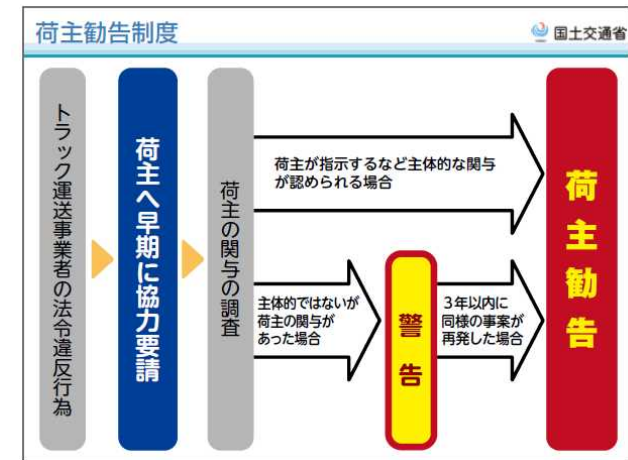 荷主勧告制度
国土交通省
トラック運送事業者の法令違反行為
荷主へ早期に協力要請
荷主の関与の調査
荷主が指示するなど主体的な関与
が認められる場合
主体的ではないが
荷主の関与が
あった場合
警告
3年以内に
同様の事案が
再発した場合
荷主勧告